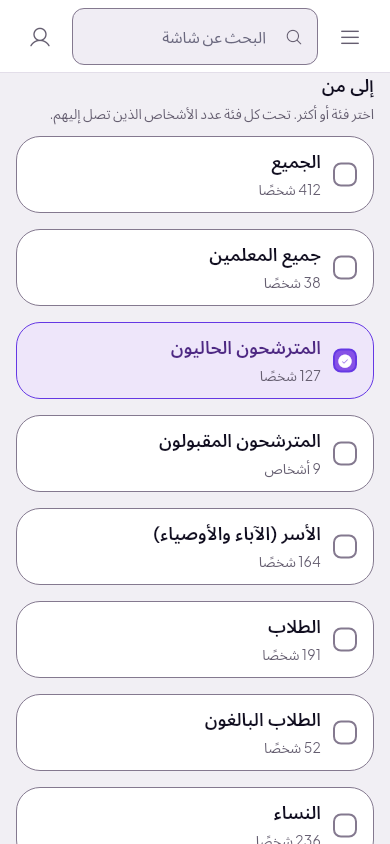 البحث عن شاشة
إلى من
اختر فئة أو أكثر. تحت كل فئة عدد الأشخاص الذين تصل إليهم.
الجميع
412 شخصًا
جميع المعلمين
38 شخصًا
المترشحون الحاليون
127 شخصًا
المترشحون المقبولون
9 أشخاص
الأسر (الآباء والأوصياء)
164 شخصًا
الطلاب
191 شخصًا
الطلاب البالغون
52 شخصًا
النساء
236 شخصًا